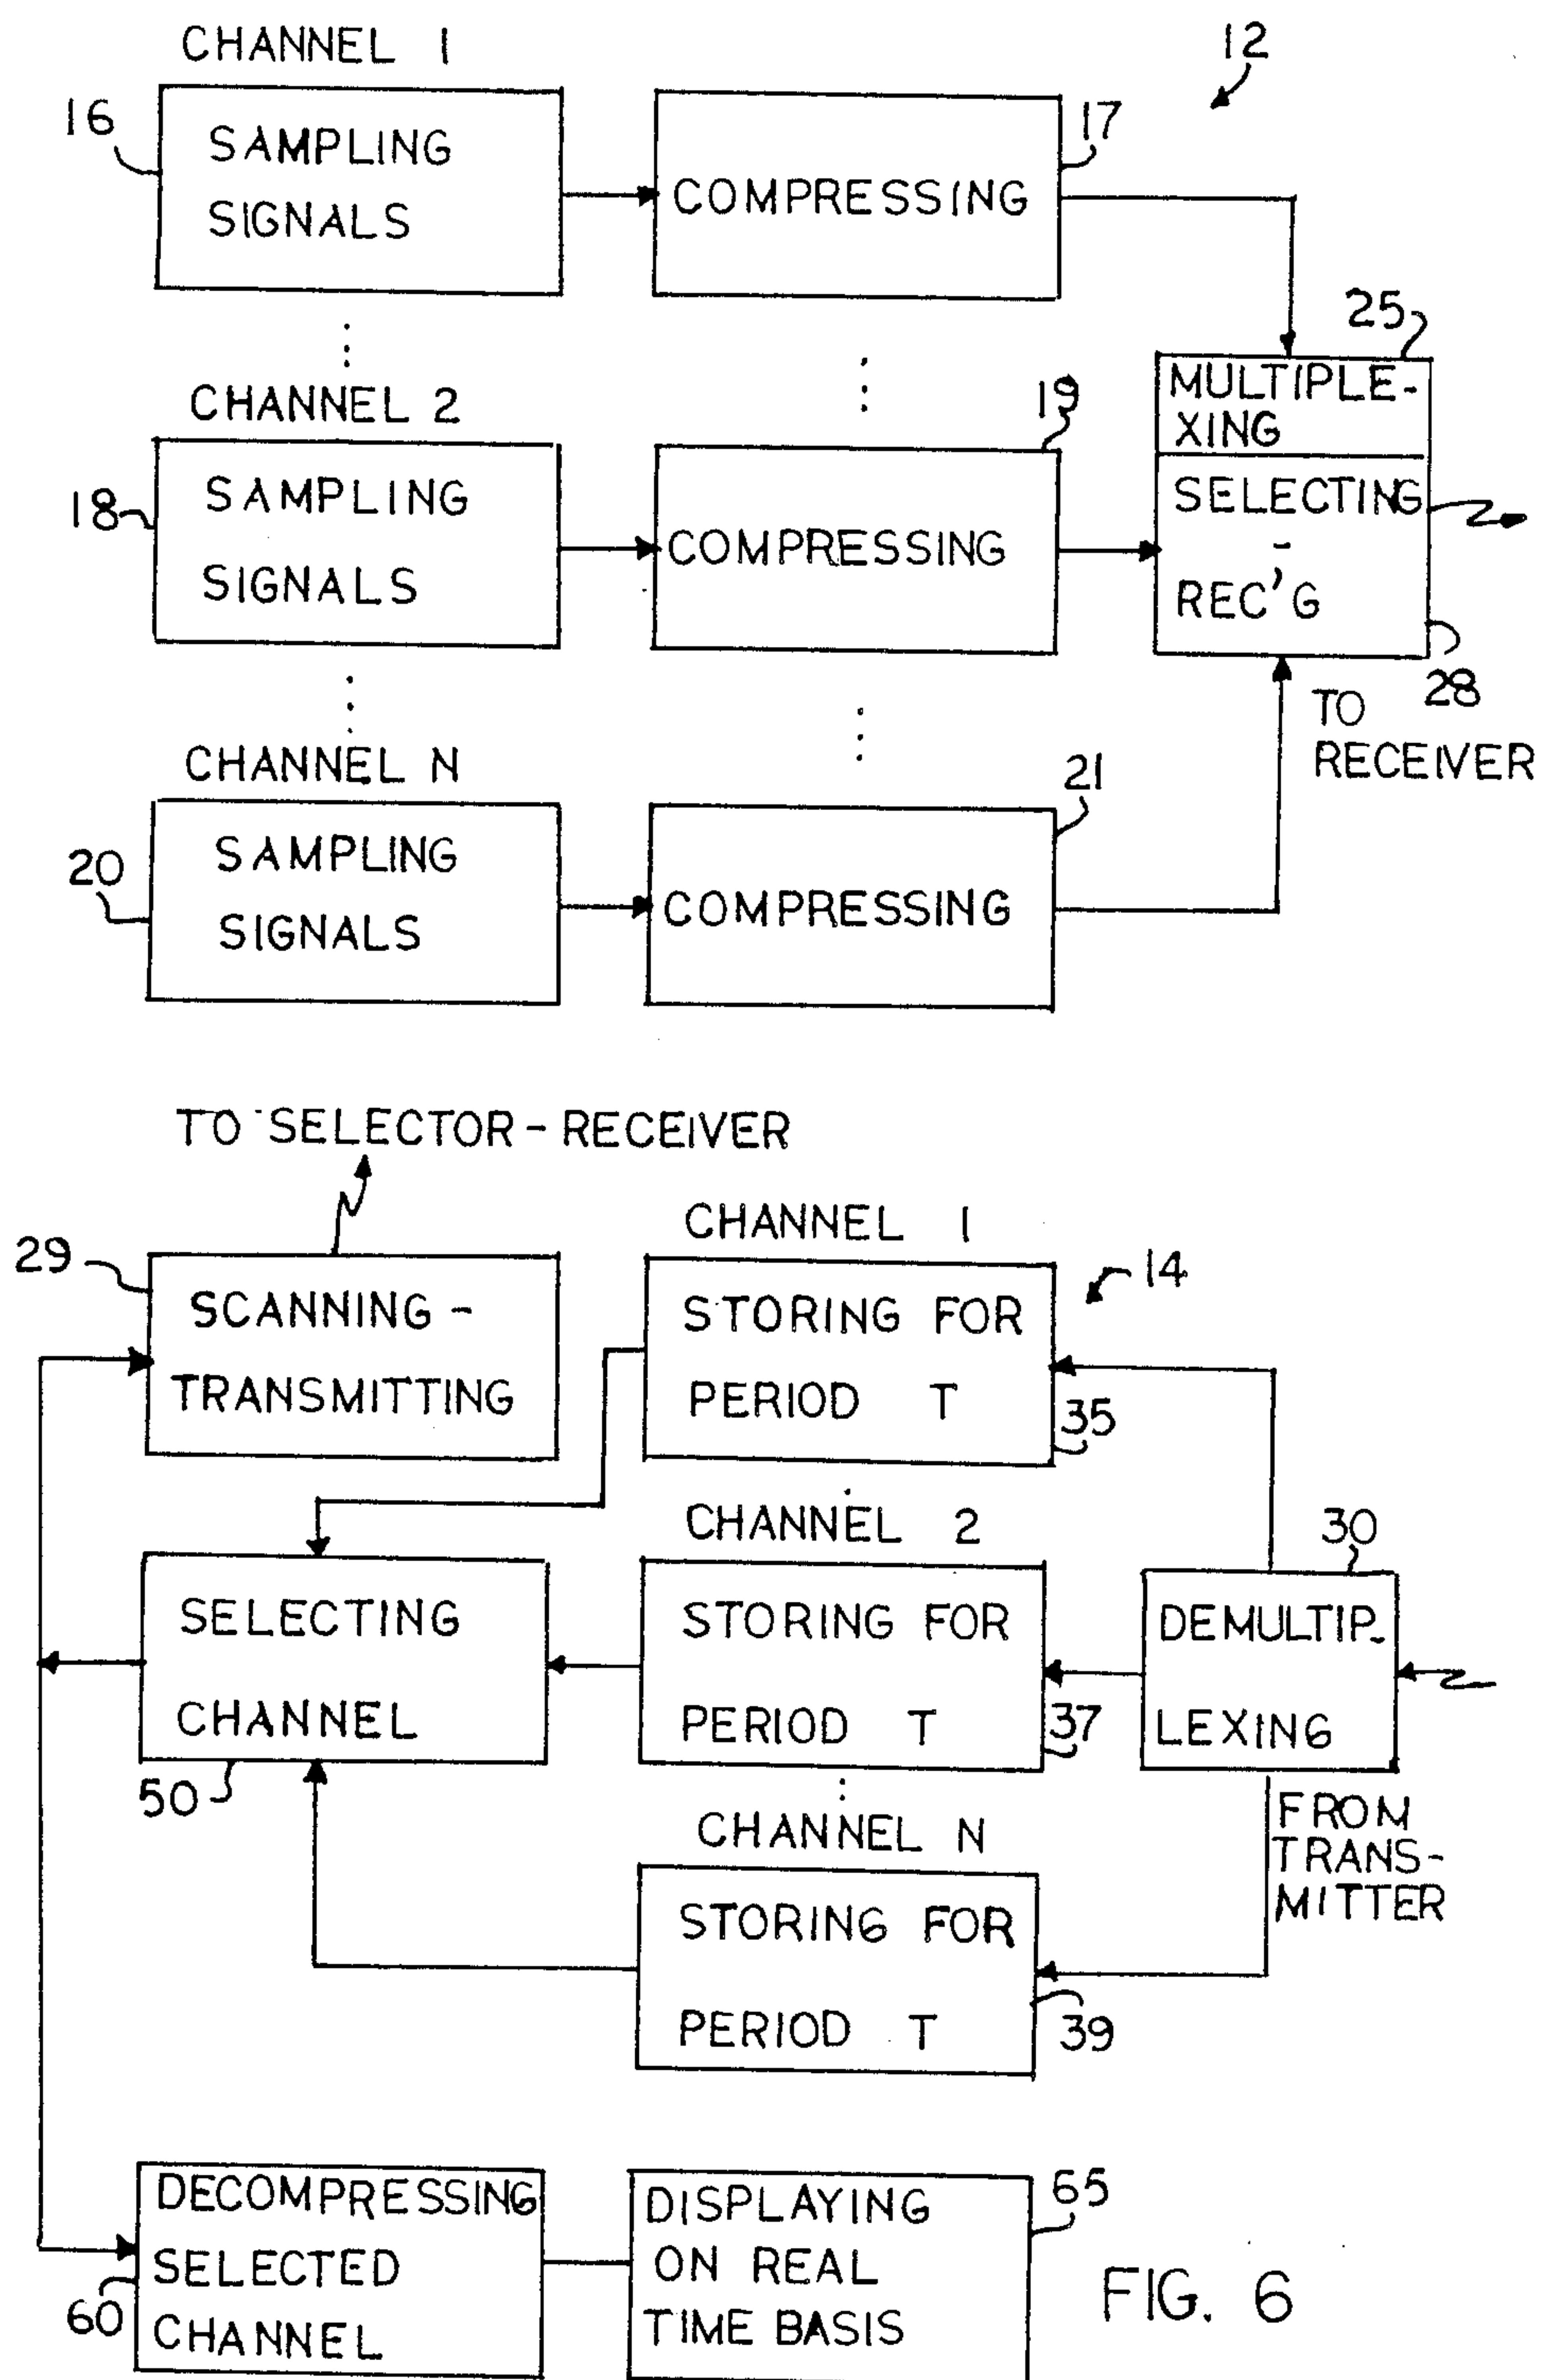 CHANNEL 1
12
16
SAMPLING
SIGNALS
17
COMPRESSING
25
MULTIPLE-
XING
CHANNEL 2
19
18
SAMPLING
SIGNALS
COMPRESSING
SELECTING
-
REC'G
28
TO
RECEIVER
CHANNEL N
21
20
SAMPLING
SIGNALS
COMPRESSING
TO SELECTOR-RECEIVER
CHANNEL 1
29
14
SCANNING-
TRANSMITTING
STORING FOR
PERIOD T
35
CHANNEL 2
30
SELECTING
CHANNEL
50
STORING FOR
PERIOD T
37
DEMULTIP-
LEXING
FROM
TRANS-
MITTER
CHANNEL N
STORING FOR
PERIOD T
39
DECOMPRESSING
SELECTED
CHANNEL
60
DISPLAYING
ON REAL
TIME BASIS
65
FIG. 6